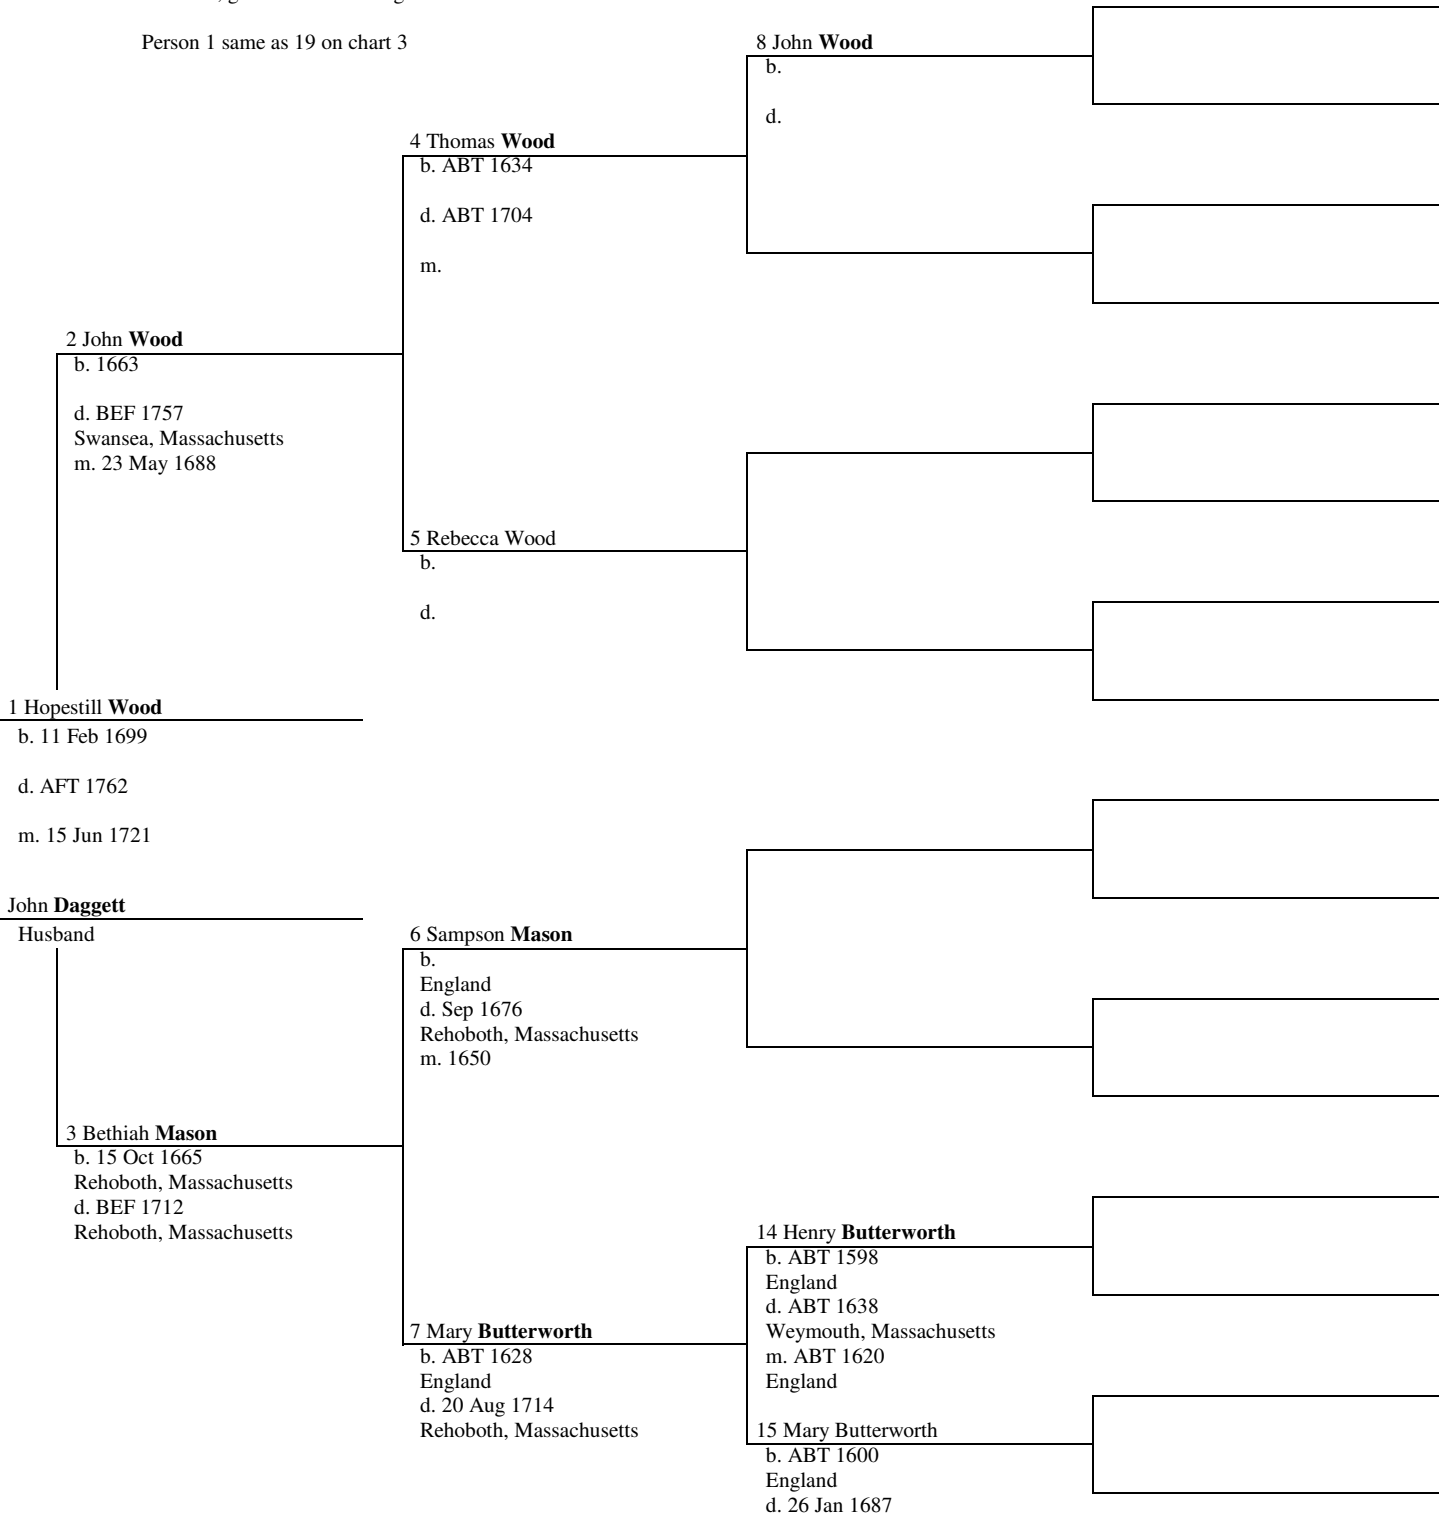 Person 1 same as 19 on chart 3
8 John Wood
b.
d.
4 Thomas Wood
b. ABT 1634
d. ABT 1704
m.
2 John Wood
b. 1663
d. BEF 1757
Swansea, Massachusetts
m. 23 May 1688
5 Rebecca Wood
b.
d.
1 Hopestill Wood
b. 11 Feb 1699
d. AFT 1762
m. 15 Jun 1721
John Daggett
Husband
6 Sampson Mason
b.
England
d. Sep 1676
Rehoboth, Massachusetts
m. 1650
3 Bethiah Mason
b. 15 Oct 1665
Rehoboth, Massachusetts
d. BEF 1712
Rehoboth, Massachusetts
14 Henry Butterworth
b. ABT 1598
England
d. ABT 1638
Weymouth, Massachusetts
m. ABT 1620
England
7 Mary Butterworth
b. ABT 1628
England
d. 20 Aug 1714
Rehoboth, Massachusetts
15 Mary Butterworth
b. ABT 1600
England
d. 26 Jan 1687